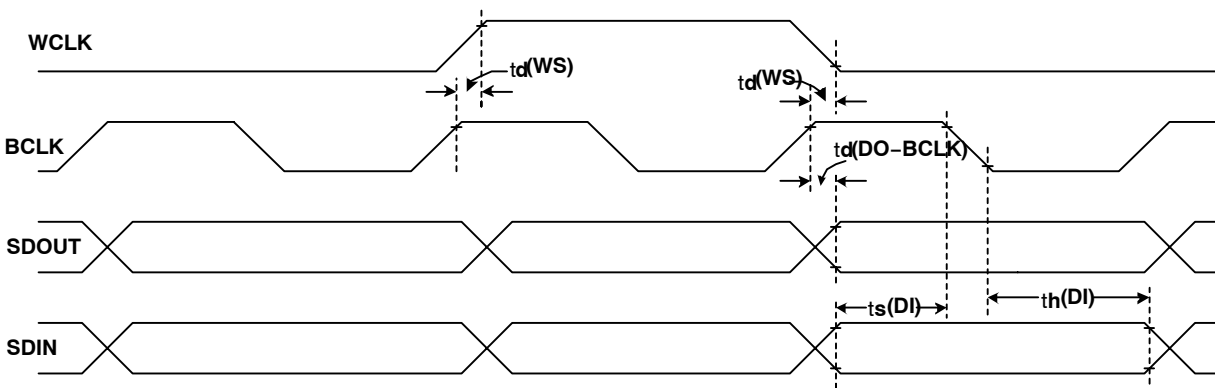 WCLK
td(WS)
td(WS)
BCLK
td(DO−BCLK)
SDOUT
ts(DI)
th(DI)
SDIN